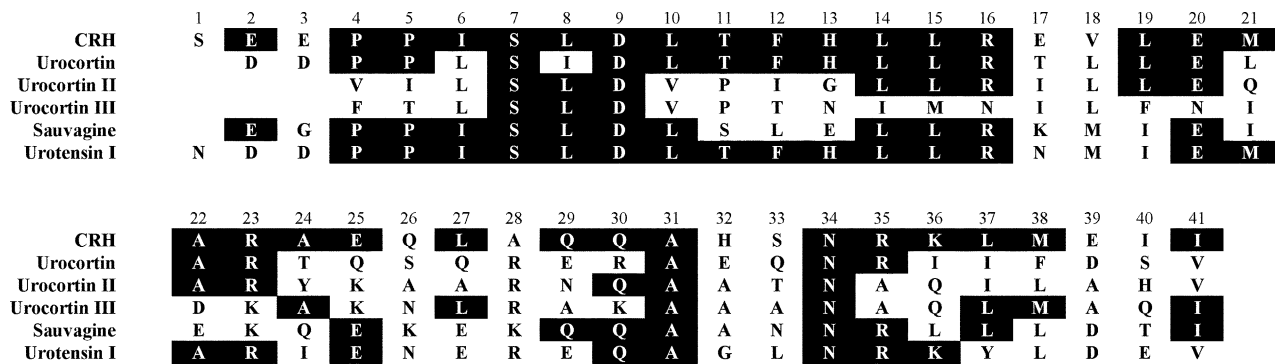 1 2 3 4 5 6 7 8 9 10 11 12 13 14 15 16 17 18 19 20 21
CRH S E E P P I S L D L T F H L L R E V L E M
Urocortin D D P P L S I D L T F H L L R T L L E L
Urocortin II V I L S L D V P I G L L R I L L E Q
Urocortin III F T L S L D V P T N I M N I L F N I
Sauvagine E G P P I S L D L S L E L L R K M I E I
Urotensin I N D D P P I S L D L T F H L L R N M I E M
22 23 24 25 26 27 28 29 30 31 32 33 34 35 36 37 38 39 40 41
CRH A R A E Q L A Q Q A H S N R K L M E I I
Urocortin A R T Q S Q R E R A E Q N R I I F D S V
Urocortin II A R Y K A A R N Q A A T N A Q I L A H V
Urocortin III D K A K N L R A K A A A N A Q L M A Q I
Sauvagine E K Q E K E K Q Q A A N N R L L L D T I
Urotensin I A R I E N E R E Q A G L N R K Y L D E V